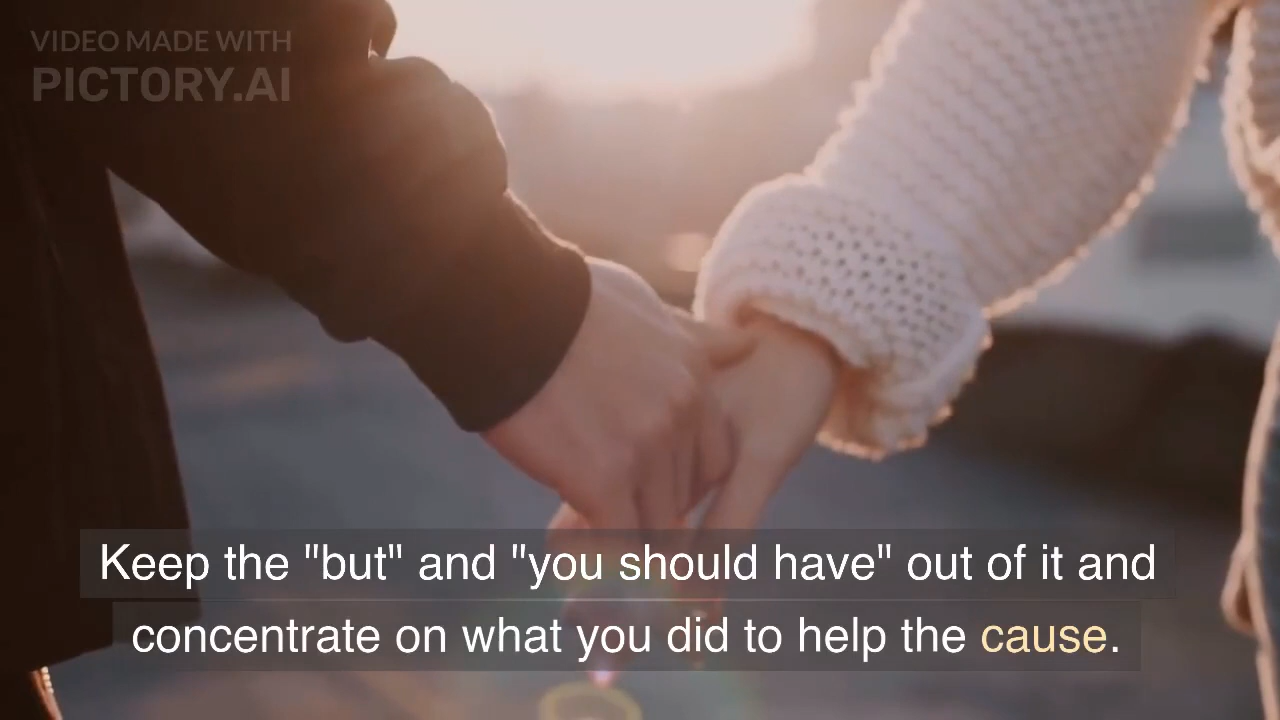 VIDEO MADE WITH
PICTORY.AI
Keep the "but" and "you should have" out of it and
concentrate on what you did to help the cause.